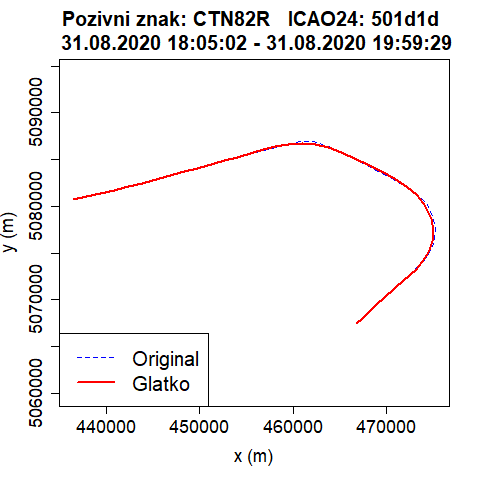 Pozivni znak: CTN82R   ICAO24: 501d1d
31.08.2020 18:05:02 - 31.08.2020 19:59:29
y (m)
5090000
5080000
5070000
5060000
Original
Glatko
440000 450000 460000 470000
x (m)